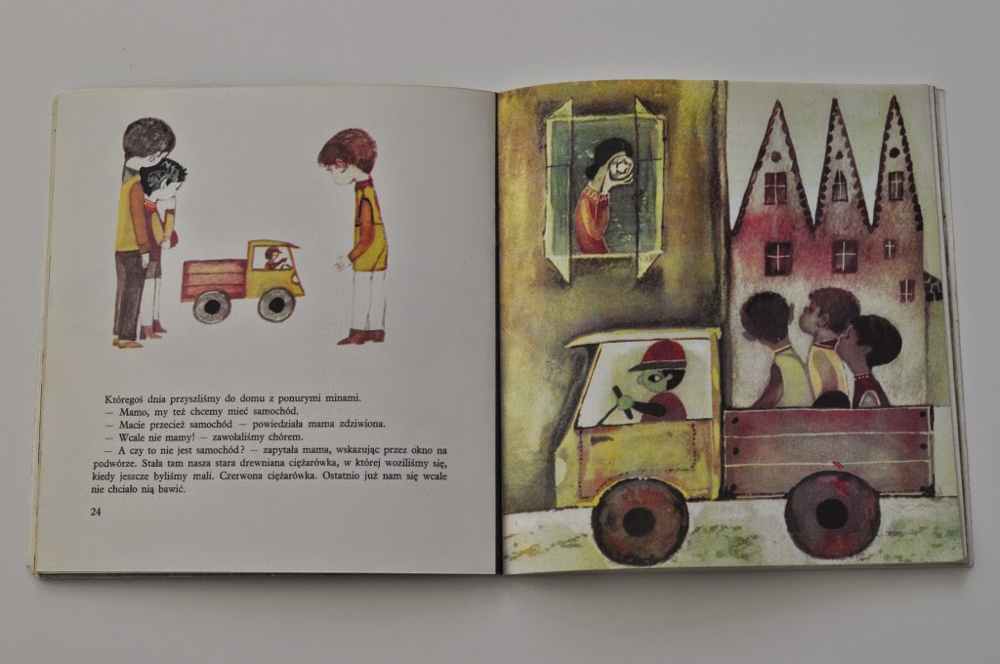 Któregoś dnia przyszliśmy do domu z ponurymi minami.
— Mamo, my też chcemy mieć samochód.
— Macie przecież samochód — powiedziała mama zdziwiona.
— Wcale nie mamy! — zawołaliśmy chórem.
— A czy to nie jest samochód? — zapytała mama, wskazując przez okno na
podwórze. Stała tam nasza stara drewniana ciężarówka, w której woziliśmy się,
kiedy jeszcze byliśmy mali. Czerwona ciężarówka. Ostatnio już nam się wcale
nie chciało nią bawić.
24